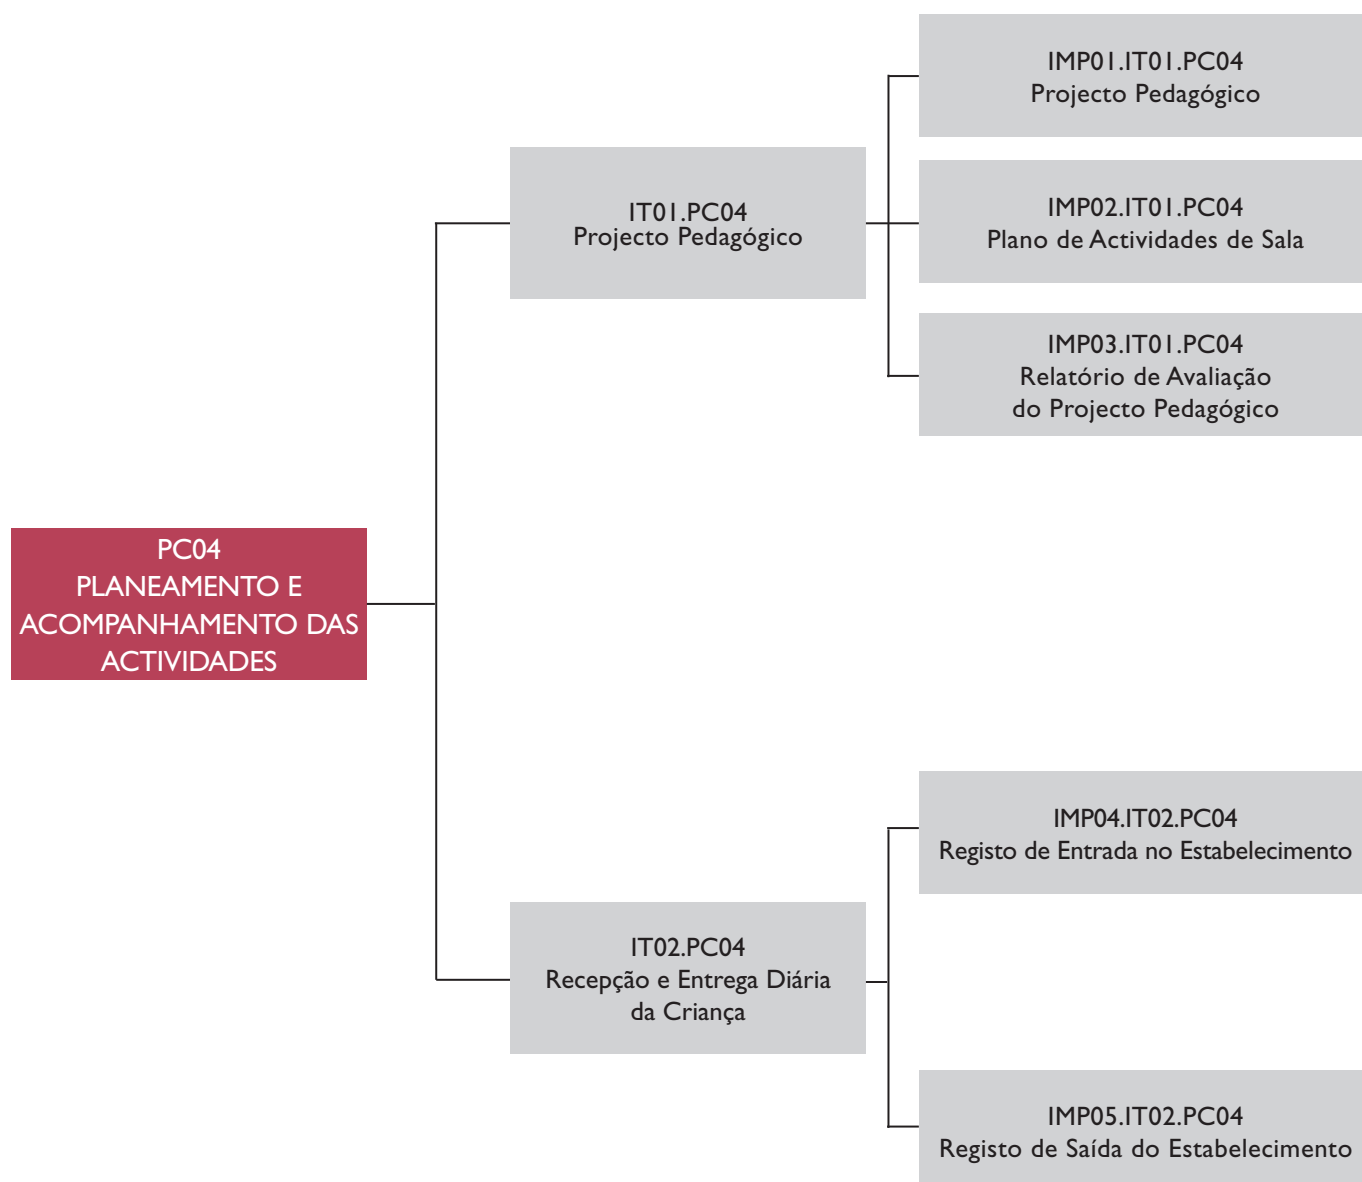 IMP01.IT01.PC04
Projecto Pedagógico
IT01.PC04
Projecto Pedagógico
IMP02.IT01.PC04
Plano de Actividades de Sala
IMP03.IT01.PC04
Relatório de Avaliação
do Projecto Pedagógico
PC04
PLANEAMENTO E
ACOMPANHAMENTO DAS
ACTIVIDADES
IMP04.IT02.PC04
Registo de Entrada no Estabelecimento
IT02.PC04
Recepção e Entrega Diária
da Criança
IMP05.IT02.PC04
Registo de Saída do Estabelecimento